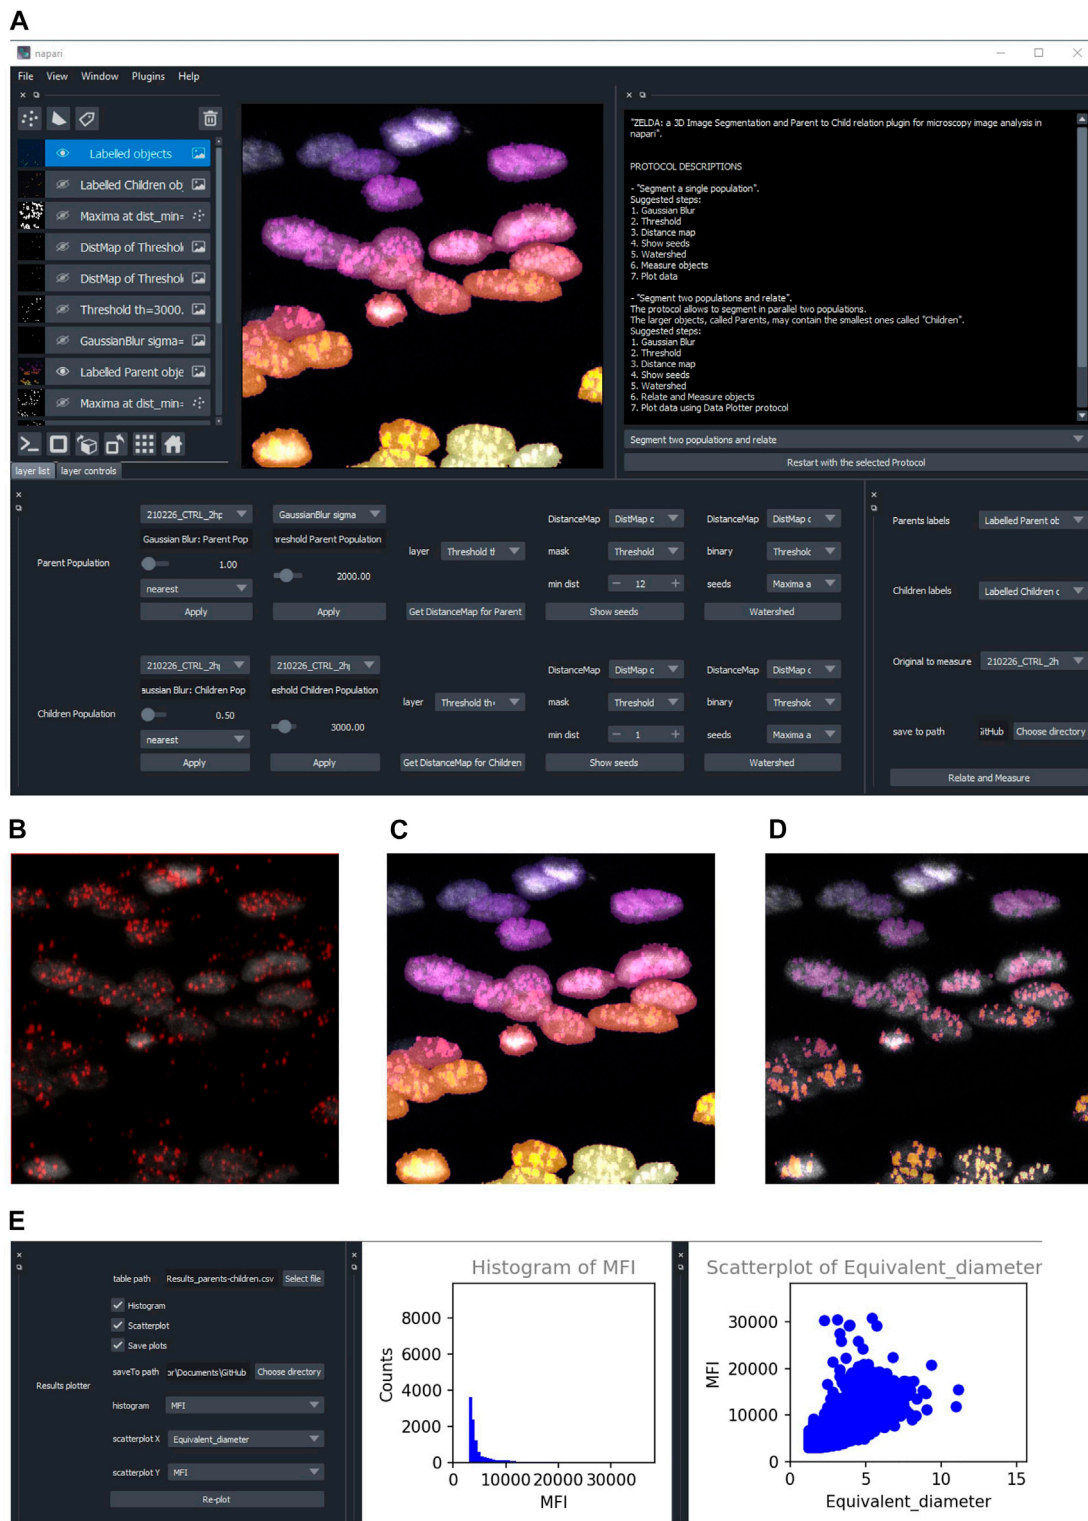 A
napari
File View Window Plugins Help
Labelled objects
Labelled Children obj
Maxima at dist_min=
DistMap of Threshol
DistMap of Threshol
Threshold th=3000.
GaussianBlur sigma=
Labelled Parent obje
Maxima at dist_min=
layer list layer controls
"ZELDA: a 3D Image Segmentation and Parent to Child relation plugin for microscopy image analysis in
napari".
PROTOCOL DESCRIPTIONS
- "Segment a single population".
Suggested steps:
1. Gaussian Blur
2. Threshold
3. Distance map
4. Show seeds
5. Watershed
6. Measure objects
7. Plot data
- "Segment two populations and relate".
The protocol allows to segment in parallel two populations.
The larger objects, called Parents, may contain the smallest ones called "Children".
Suggested steps:
1. Gaussian Blur
2. Threshold
3. Distance map
4. Show seeds
5. Watershed
6. Relate and Measure objects
7. Plot data using Data Plotter protocol
Segment two populations and relate
Restart with the selected Protocol
Parent Population
210226_CTRL_2hp
Gaussian Blur: Parent Pop
1.00
nearest
Apply
GaussianBlur sigma
reshold Parent Population
2000.00
Apply
layer Threshold tl
Get DistanceMap for Parent
DistanceMap DistMap c
mask Threshold
min dist 12
Show seeds
DistanceMap DistMap c
binary Threshold
seeds Maxima a
Watershed
Children Population
210226_CTRL_2hp
aussian Blur: Children Pop
0.50
nearest
Apply
210226_CTRL_2hp
eshold Children Population
3000.00
Apply
layer Threshold th=
Get DistanceMap for Children
DistanceMap DistMap c
mask Threshold
min dist 1
Show seeds
DistanceMap DistMap c
binary Threshold
seeds Maxima a
Watershed
Parents labels Labelled Parent ob
Children labels Labelled Children c
Original to measure 210226_CTRL_2h
save to path GitHub Choose directory
Relate and Measure
B
C
D
E
Results plotter
table path Results_parents-children.csv Select file
Histogram
Scatterplot
Save plots
saveTo path or\Documents\GitHub Choose directory
histogram MFI
scatterplot X Equivalent_diameter
scatterplot Y MFI
Re-plot
Histogram of MFI
Counts
8000
6000
4000
2000
0
0 10000 20000 30000
MFI
Scatterplot of Equivalent_diameter
MFI
30000
20000
10000
0
0 5 10 15
Equivalent_diameter